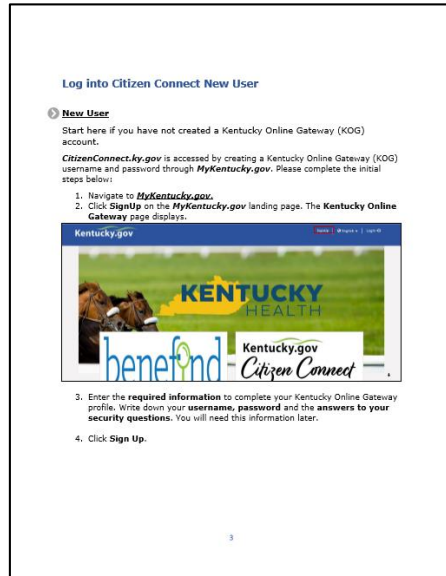 Log into Citizen Connect New User
New User
Start here if you have not created a Kentucky Online Gateway (KOG)
account.
CitizenConnect.ky.gov is accessed by creating a Kentucky Online Gateway (KOG)
username and password through MyKentucky.gov. Please complete the initial
steps below:
1. Navigate to MyKentucky.gov.
2. Click SignUp on the MyKentucky.gov landing page. The Kentucky Online
Gateway page displays.
Kentucky.gov
KENTUCKY
HEALTH
benefind
Kentucky.gov
Citizen Connect
3. Enter the required information to complete your Kentucky Online Gateway
profile. Write down your username, password and the answers to your
security questions. You will need this information later.
4. Click Sign Up.
3